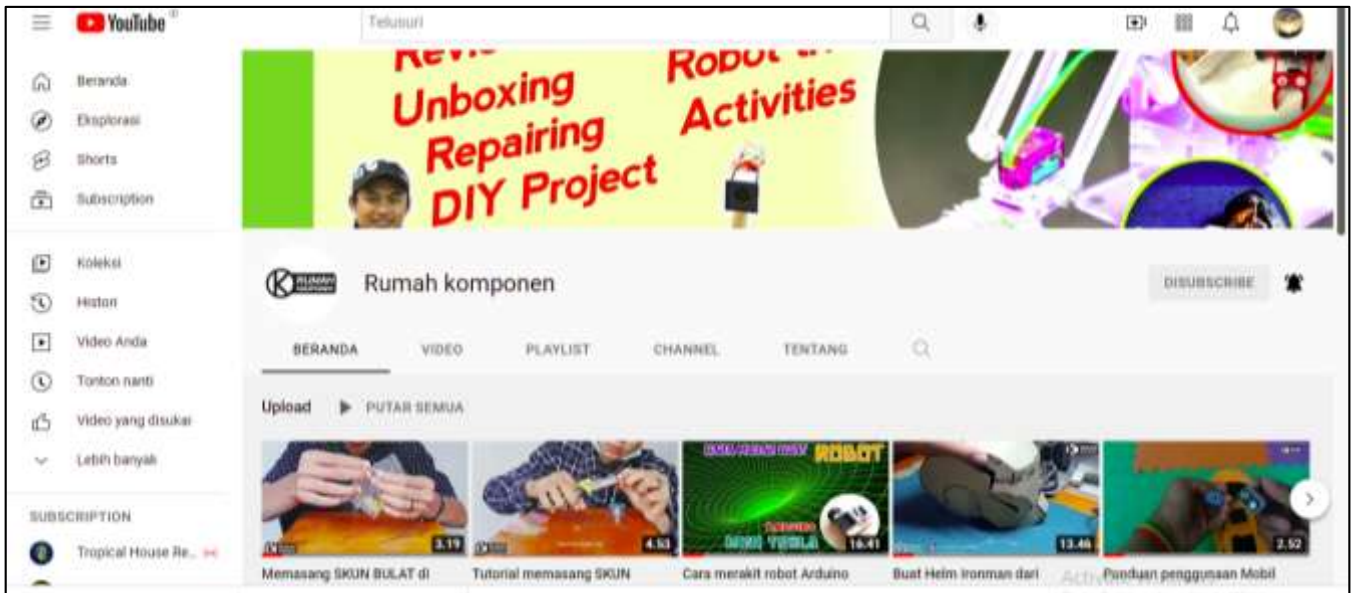 YouTube ID
Telusuri
Beranda
Eksplorasi
Shorts
Subscription
Koleksi
Histori
Video Anda
Tonton nanti
Video yang disukai
Lebih banyak
SUBSCRIPTION
Tropical House Re...
Unboxing
Repairing
DIY Project
Robot
Activities
RUMAH
Rumah komponen
DISUBSCRIBE
BERANDA VIDEO PLAYLIST CHANNEL TENTANG
Upload PUTAR SEMUA
ROBOT
3.19
4.53
16.41
13.46
2.52
Memasang SKUN BULAT di
Tutorial memasang SKUN
Cara merakit robot Arduino
Buat Helm Ironman dari
Panduan penggunaan Mobil